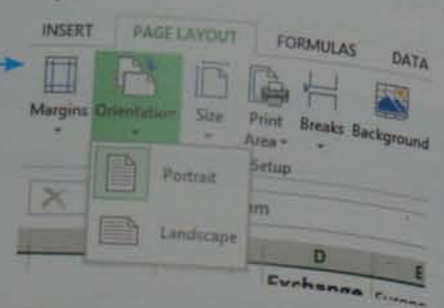 INSERT PAGE LAYOUT FORMULAS DATA
Margins Orientation Size Print Area Breaks Background
Setup
Portrait
Landscape
D E
Exchange